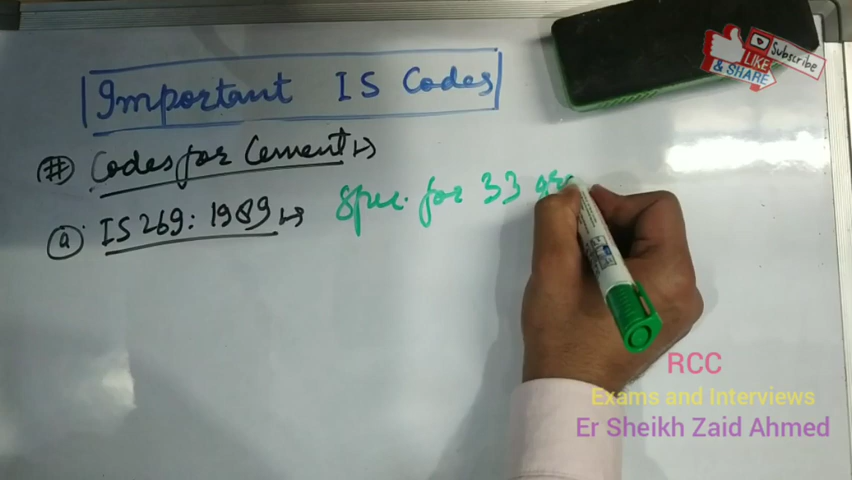 Important IS Codes
# Codes for Cement :->
(a) IS 269: 1989 :-> Spec. for 33 gra
LIKE
& SHARE
Subscribe
RCC
Exams and Interviews
Er Sheikh Zaid Ahmed